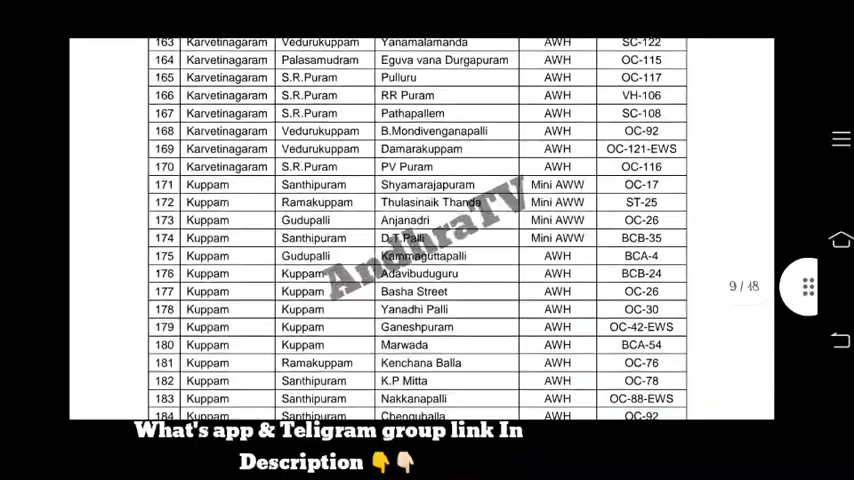 163 Karvetinagaram Vedurukuppam Yanamalamanda AWH SC-122
164 Karvetinagaram Palasamudram Eguva vana Durgapuram AWH OC-115
165 Karvetinagaram S.R.Puram Pulluru AWH OC-117
166 Karvetinagaram S.R.Puram RR Puram AWH VH-106
167 Karvetinagaram S.R.Puram Pathapallem AWH SC-108
168 Karvetinagaram Vedurukuppam B.Mondivenganapalli AWH OC-92
169 Karvetinagaram Vedurukuppam Damarakuppam AWH OC-121-EWS
170 Karvetinagaram S.R.Puram PV Puram AWH OC-116
171 Kuppam Santhipuram Shyamarajapuram Mini AWW OC-17
172 Kuppam Ramakuppam Thulasinaik Thanda Mini AWW ST-25
173 Kuppam Gudupalli Anjanadri Mini AWW OC-26
174 Kuppam Santhipuram D.T.Palli Mini AWW BCB-35
175 Kuppam Gudupalli Kammaguttapalli AWH BCA-4
176 Kuppam Kuppam Adavibuduguru AWH BCB-24
177 Kuppam Kuppam Basha Street AWH OC-26
178 Kuppam Kuppam Yanadhi Palli AWH OC-30
179 Kuppam Kuppam Ganeshpuram AWH OC-42-EWS
180 Kuppam Kuppam Marwada AWH BCA-54
181 Kuppam Ramakuppam Kenchana Balla AWH OC-76
182 Kuppam Santhipuram K.P Mitta AWH OC-78
183 Kuppam Santhipuram Nakkanapalli AWH OC-88-EWS
184 Kuppam Santhipuram Chenguballa AWH OC-92
AndhraTV
9 / 18
What's app & Teligram group link In
Description 👇👇🏻